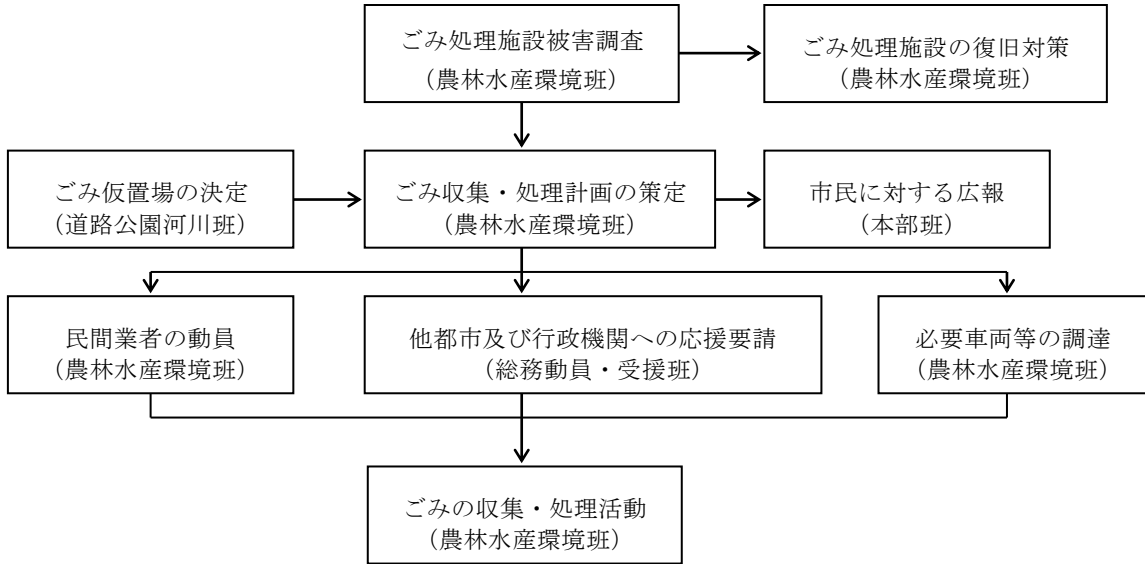 ごみ処理施設被害調査
（農林水産環境班）
ごみ処理施設の復旧対策
（農林水産環境班）
ごみ仮置場の決定
（道路公園河川班）
ごみ収集・処理計画の策定
（農林水産環境班）
市民に対する広報
（本部班）
民間業者の動員
（農林水産環境班）
他都市及び行政機関への応援要請
（総務動員・受援班）
必要車両等の調達
（農林水産環境班）
ごみの収集・処理活動
（農林水産環境班）